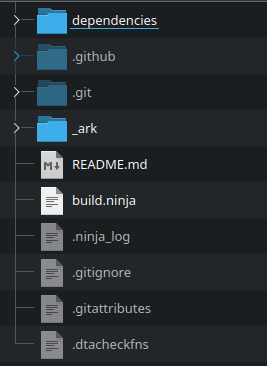 dependencies
.github
.git
_ark
README.md
build.ninja
.ninja_log
.gitignore
.gitattributes
.dtacheckfns